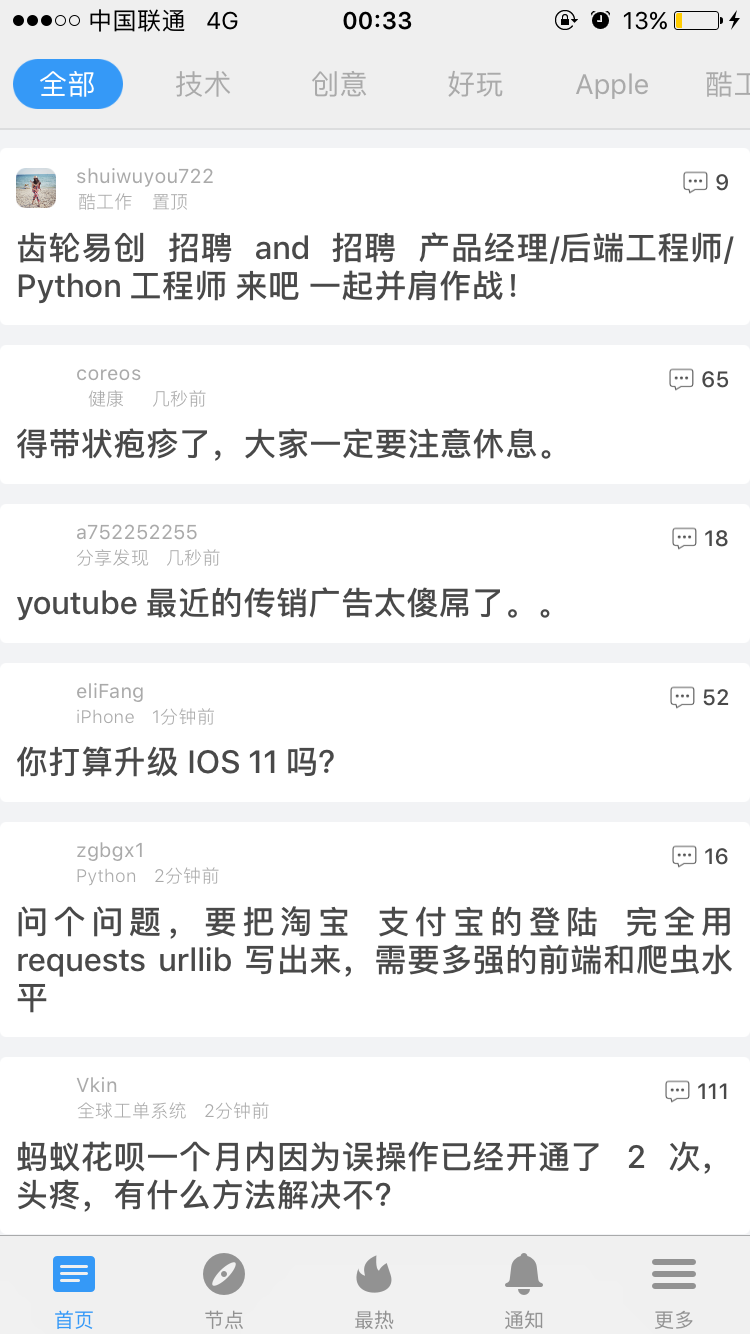 中国联通 4G 00:33 13%
全部 技术 创意 好玩 Apple 酷工
shuiwuyou722 9
酷工作 置顶
齿轮易创 招聘 and 招聘 产品经理/后端工程师/
Python 工程师 来吧 一起并肩作战！
coreos 65
健康 几秒前
得带状疱疹了，大家一定要注意休息。
a752252255 18
分享发现 几秒前
youtube 最近的传销广告太傻屌了。。
eliFang 52
iPhone 1分钟前
你打算升级 IOS 11 吗?
zgbgx1 16
Python 2分钟前
问个问题，要把淘宝 支付宝的登陆 完全用
requests urllib 写出来，需要多强的前端和爬虫水
平
Vkin 111
全球工单系统 2分钟前
蚂蚁花呗一个月内因为误操作已经开通了 2 次，
头疼，有什么方法解决不?
首页 节点 最热 通知 更多